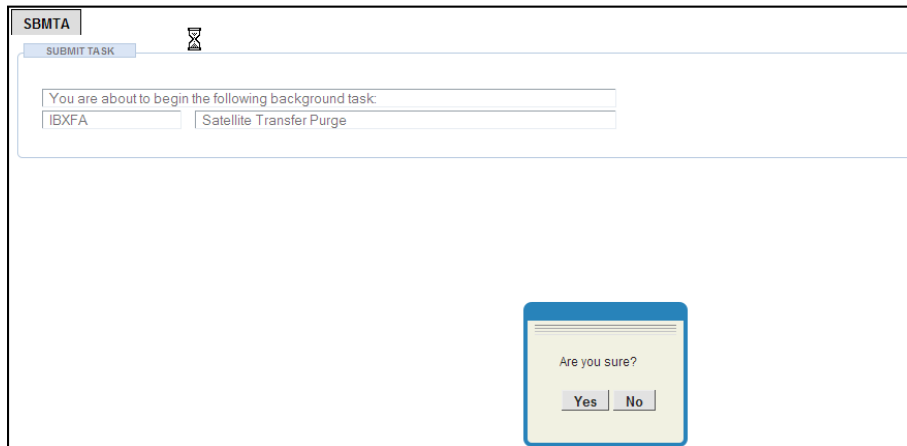 SBMTA
SUBMIT TASK
You are about to begin the following background task:
IBXFA Satellite Transfer Purge
Are you sure?
Yes No